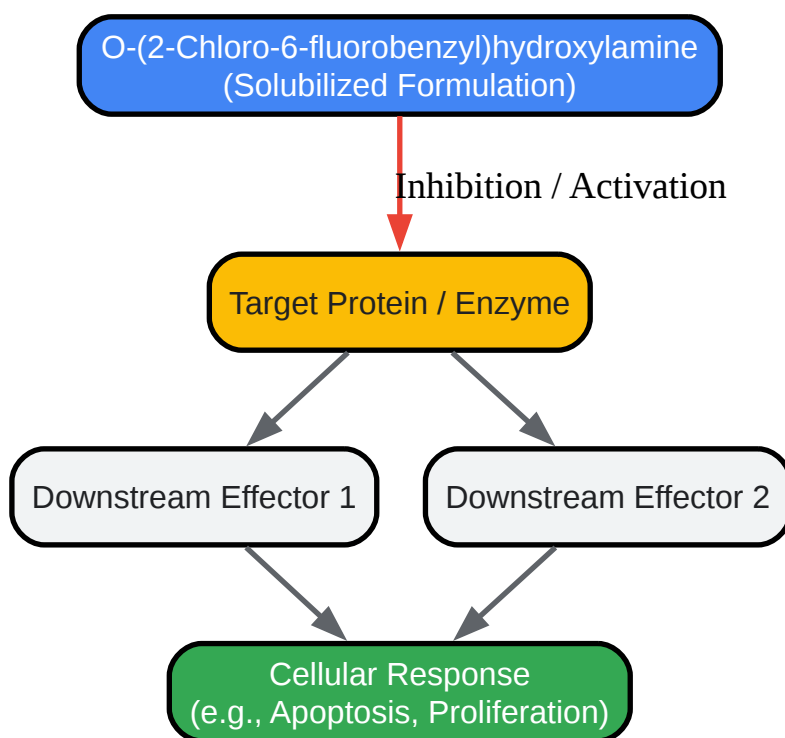 O-(2-Chloro-6-fluorobenzyl)hydroxylamine
(Solubilized Formulation)
Inhibition / Activation
Target Protein / Enzyme
Downstream Effector 1
Downstream Effector 2
Cellular Response
(e.g., Apoptosis, Proliferation)